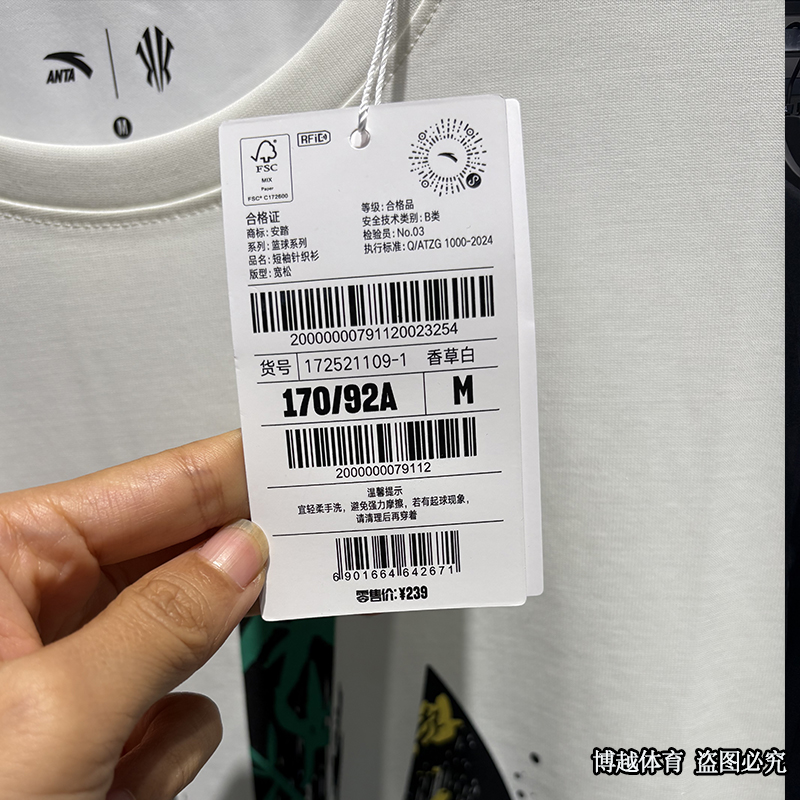 ANTA
M
RFID
FSC
MIX
Paper
FSC® C172600
合格证
商标:安踏
系列:篮球系列
品名:短袖针织衫
版型:宽松
等级:合格品
安全技术类别:B类
检验员:No.03
执行标准:Q/ATZG 1000-2024
20000000791120023254
货号 172521109-1 香草白
170/92A M
2000000079112
温馨提示
宜轻柔手洗,避免强力摩擦,若有起球现象,
请清理后再穿着
6901664642671
零售价:¥239
博越体育 盗图必究